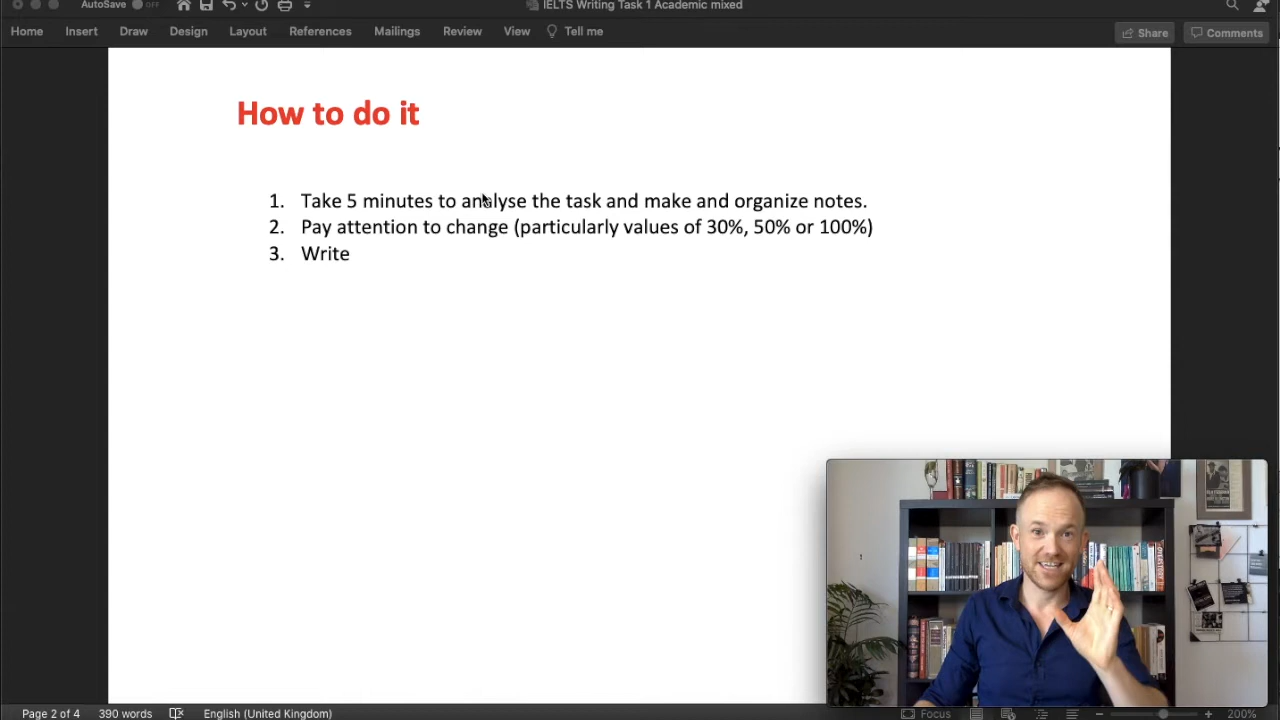 AutoSave OFF
IELTS Writing Task 1 Academic mixed
Home Insert Draw Design Layout References Mailings Review View Tell me Share Comments
How to do it
1. Take 5 minutes to analyse the task and make and organize notes.
2. Pay attention to change (particularly values of 30%, 50% or 100%)
3. Write
Page 2 of 4 390 words English (United Kingdom) Focus 200%